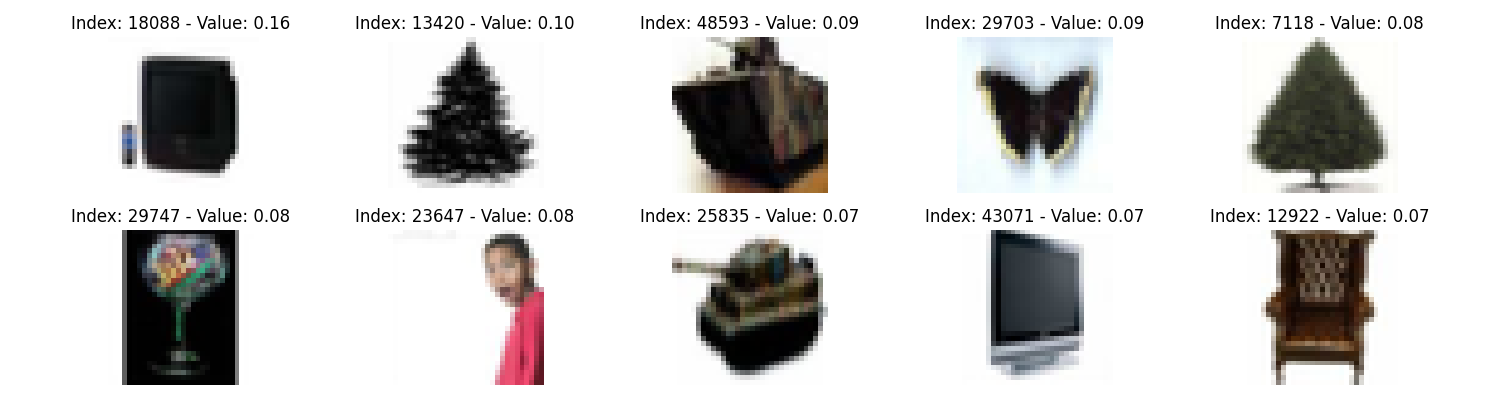 Index: 18088 - Value: 0.16
Index: 13420 - Value: 0.10
Index: 48593 - Value: 0.09
Index: 29703 - Value: 0.09
Index: 7118 - Value: 0.08
Index: 29747 - Value: 0.08
Index: 23647 - Value: 0.08
Index: 25835 - Value: 0.07
Index: 43071 - Value: 0.07
Index: 12922 - Value: 0.07